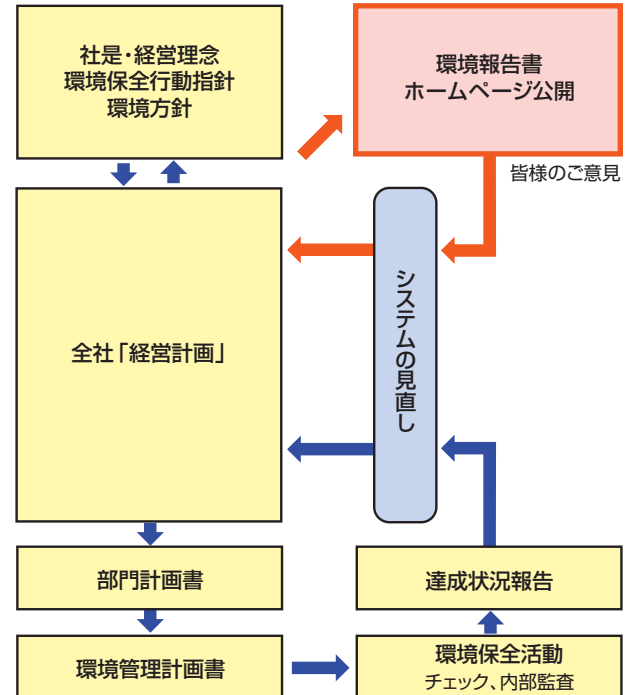 社是・経営理念
環境保全行動指針
環境方針
環境報告書
ホームページ公開
皆様のご意見
システムの見直し
全社「経営計画」
部門計画書
達成状況報告
環境管理計画書
環境保全活動
チェック、内部監査